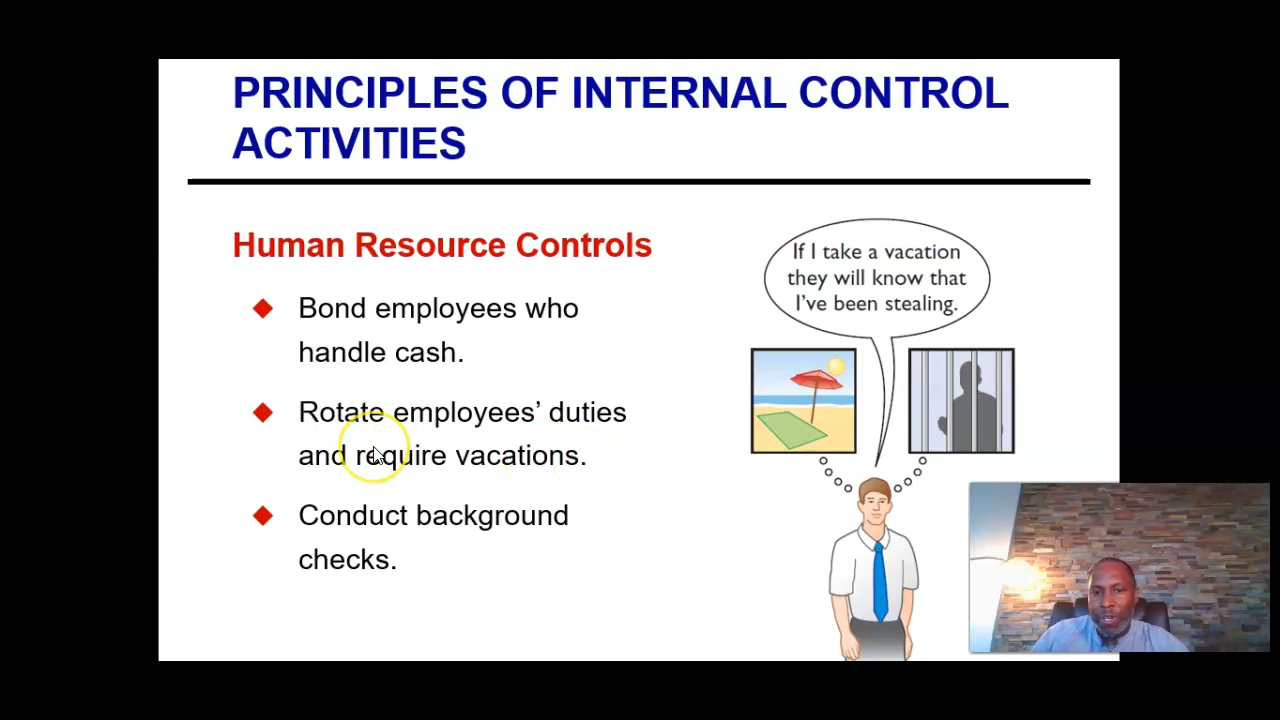 PRINCIPLES OF INTERNAL CONTROL
ACTIVITIES
Human Resource Controls
Bond employees who
handle cash.
Rotate employees’ duties
and require vacations.
Conduct background
checks.
If I take a vacation
they will know that
I’ve been stealing.